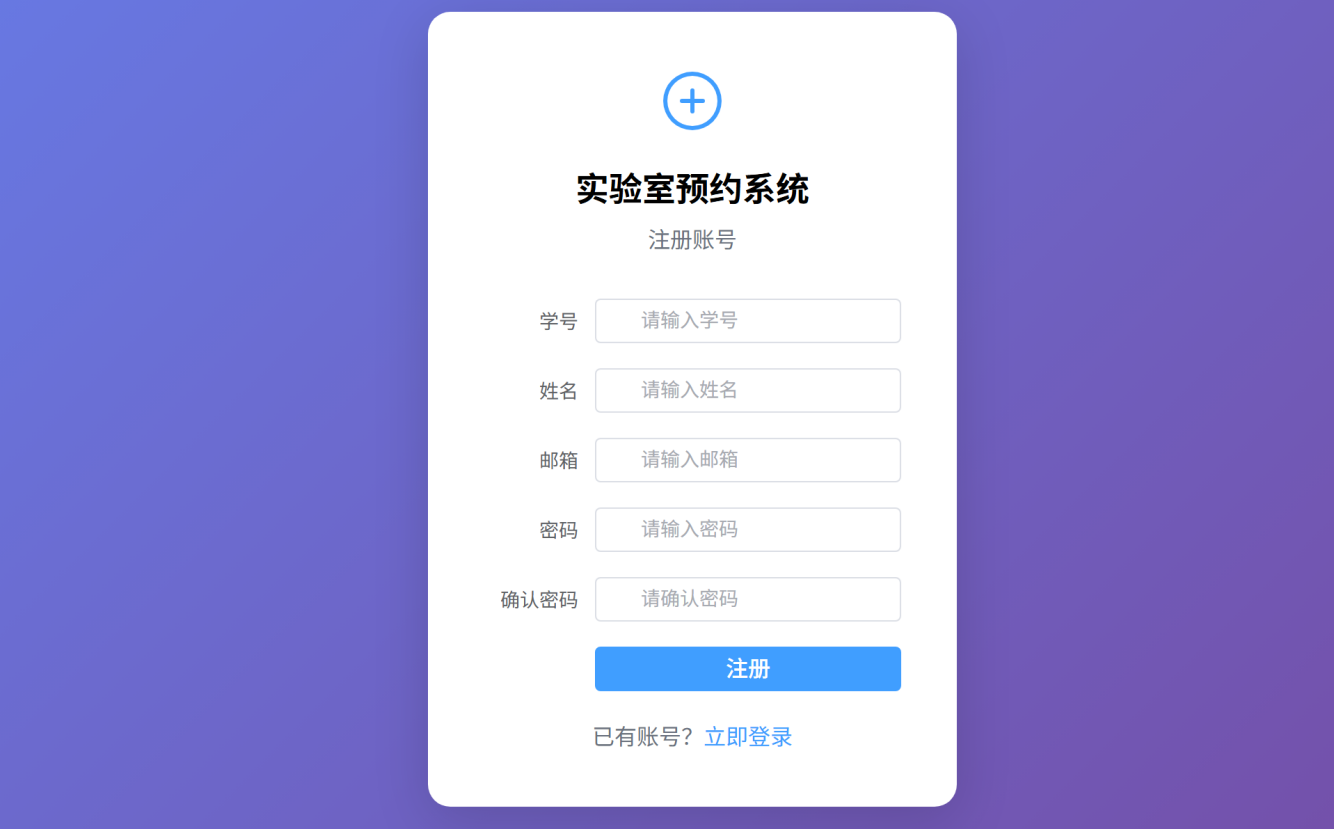 实验室预约系统
注册账号
学号 请输入学号
姓名 请输入姓名
邮箱 请输入邮箱
密码 请输入密码
确认密码 请确认密码
注册
已有账号？立即登录